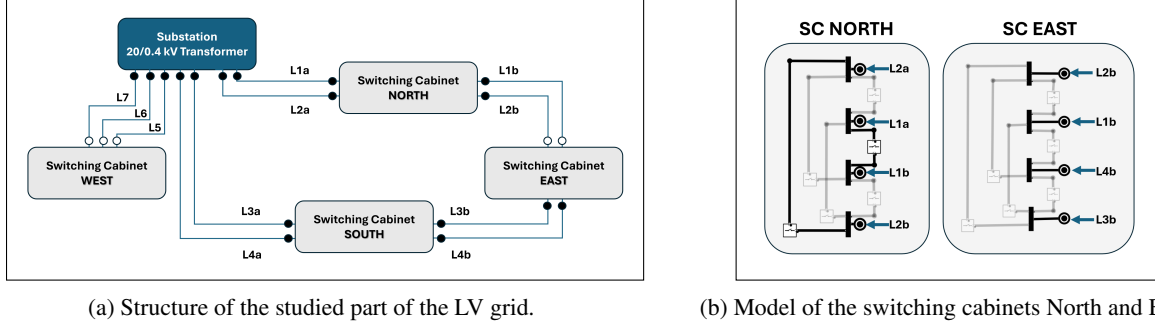 Substation
20/0.4 kV Transformer
L7
L6
L5
L1a
L2a
Switching Cabinet
NORTH
L1b
L2b
Switching Cabinet
WEST
Switching Cabinet
EAST
L3a
L4a
Switching Cabinet
SOUTH
L3b
L4b
(a) Structure of the studied part of the LV grid.
SC NORTH
L2a
L1a
L1b
L2b
SC EAST
L2b
L1b
L4b
L3b
(b) Model of the switching cabinets North and